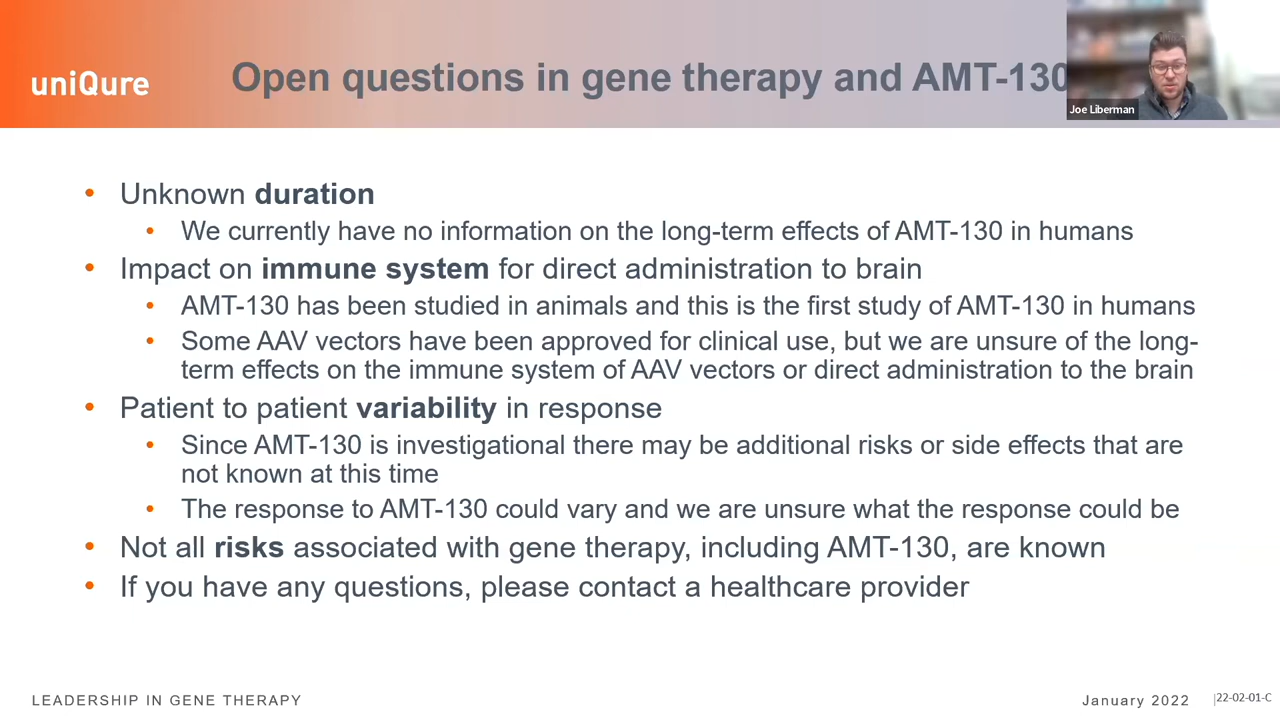 uniQure
Open questions in gene therapy and AMT-130
Joe Liberman
• Unknown duration
• We currently have no information on the long-term effects of AMT-130 in humans
• Impact on immune system for direct administration to brain
• AMT-130 has been studied in animals and this is the first study of AMT-130 in humans
• Some AAV vectors have been approved for clinical use, but we are unsure of the long-
term effects on the immune system of AAV vectors or direct administration to the brain
• Patient to patient variability in response
• Since AMT-130 is investigational there may be additional risks or side effects that are
not known at this time
• The response to AMT-130 could vary and we are unsure what the response could be
• Not all risks associated with gene therapy, including AMT-130, are known
• If you have any questions, please contact a healthcare provider
LEADERSHIP IN GENE THERAPY
January 2022 |22-02-01-C